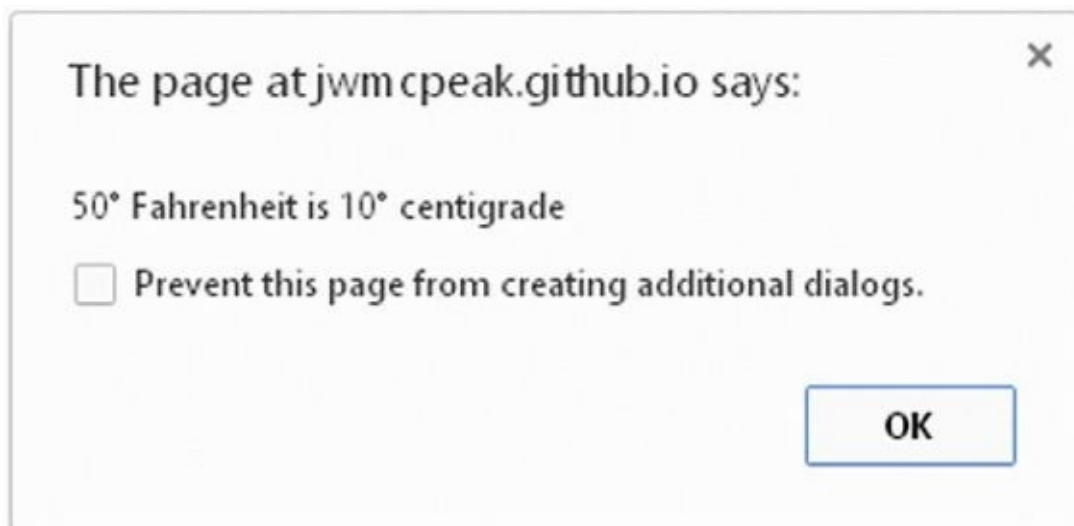 The page at jwmcpeak.github.io says:
50° Fahrenheit is 10° centigrade
Prevent this page from creating additional dialogs.
OK